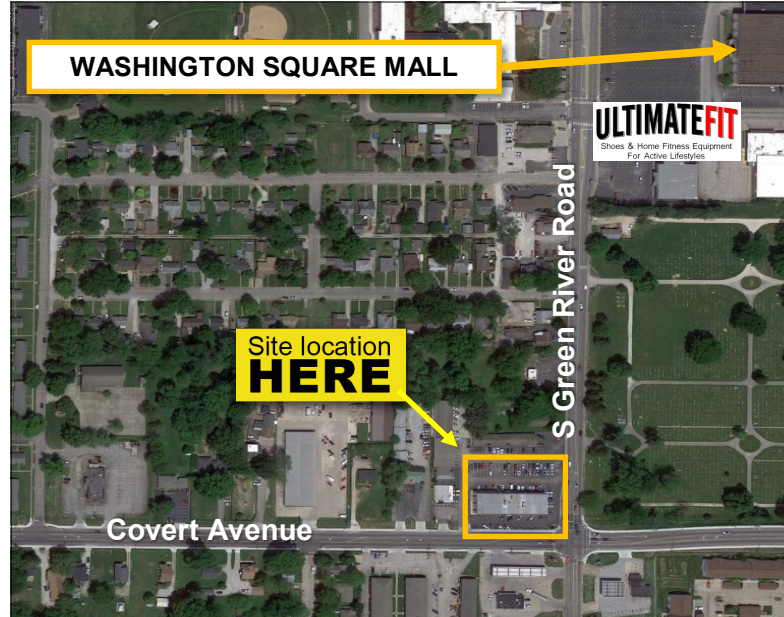 WASHINGTON SQUARE MALL
ULTIMATEFIT
Shoes & Home Fitness Equipment
For Active Lifestyles
S Green River Road
Site location
HERE
Covert Avenue